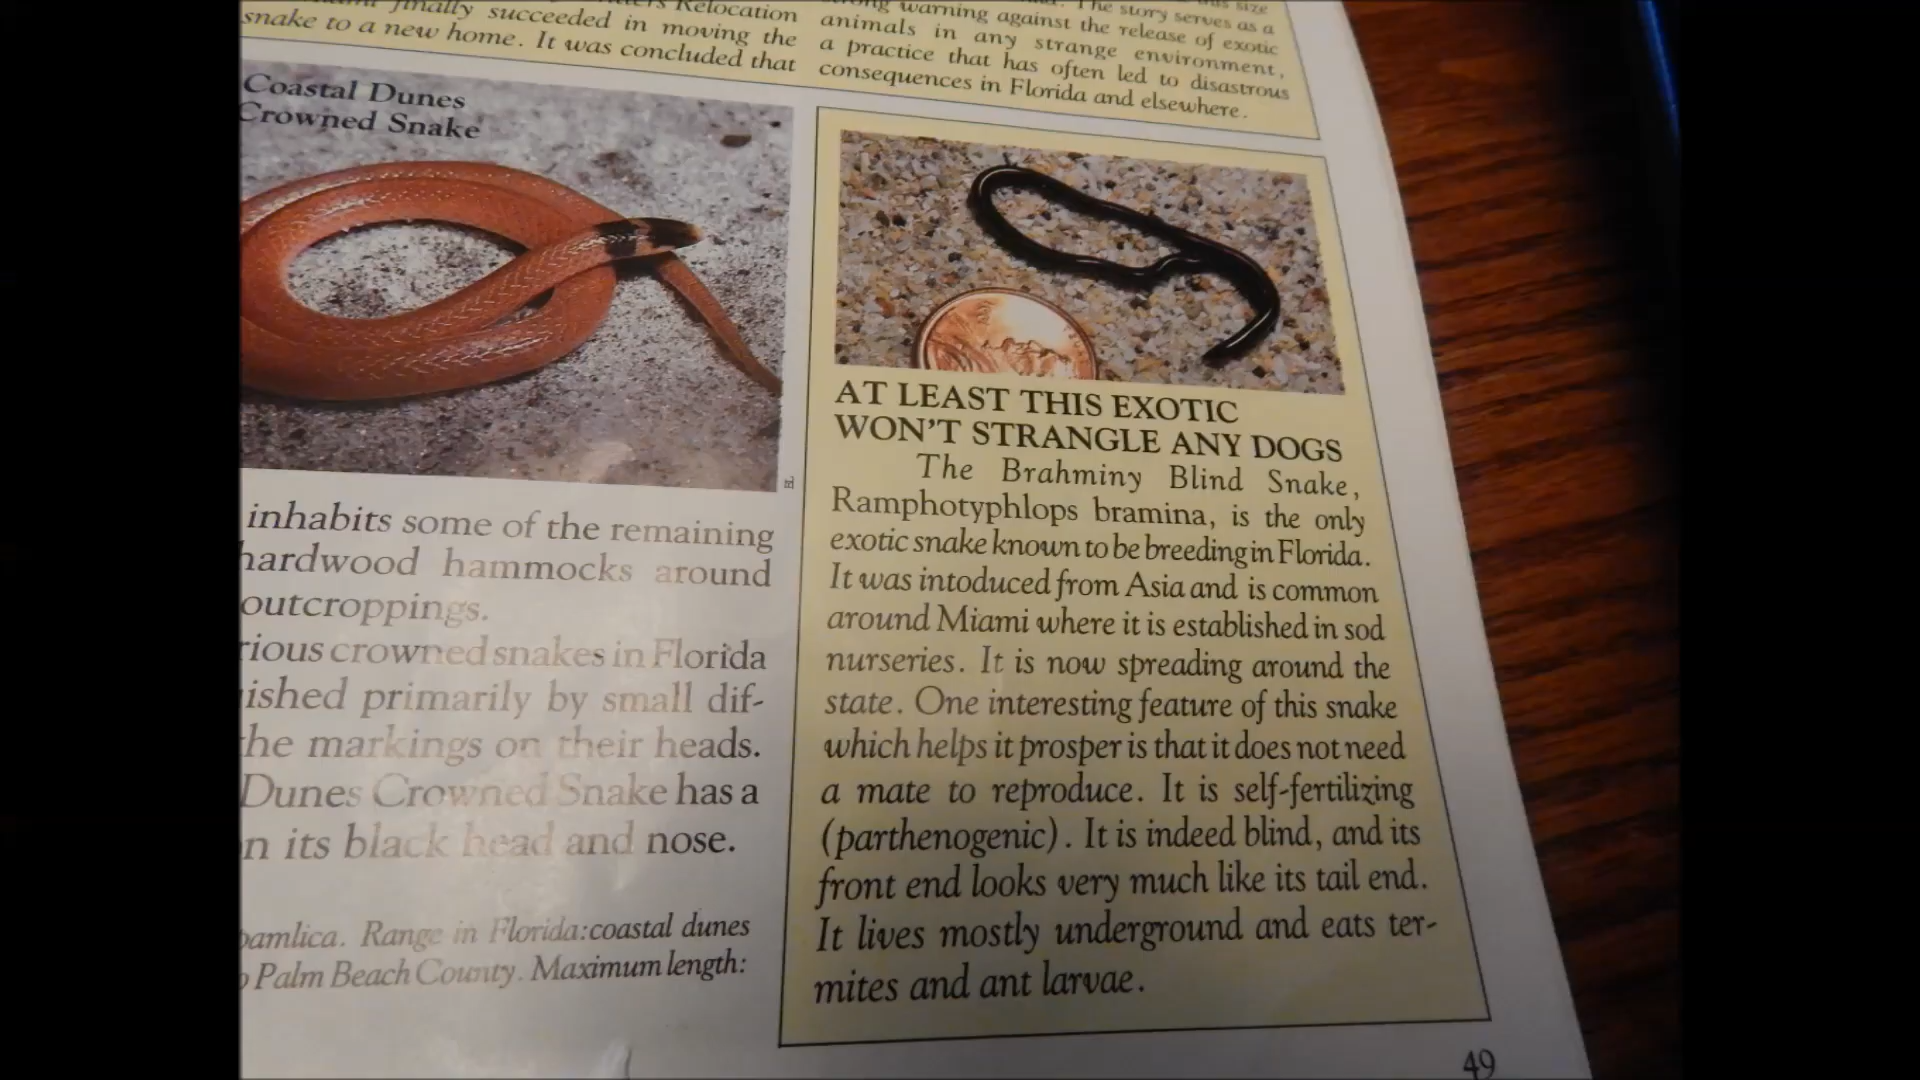 finally succeeded in moving the
snake to a new home. It was concluded that
size
The story serves as a
warning against the release of exotic
animals in any strange environment,
a practice that has often led to disastrous
consequences in Florida and elsewhere.
Coastal Dunes
Crowned Snake
inhabits some of the remaining
hardwood hammocks around
outcroppings.
crowned snakes in Florida
ished primarily by small dif-
the markings on their heads.
Dunes Crowned Snake has a
n its black head and nose.
pamlica. Range in Florida: coastal dunes
Palm Beach County. Maximum length:
AT LEAST THIS EXOTIC
WON'T STRANGLE ANY DOGS
The Brahminy Blind Snake,
Ramphotyphlops bramina, is the only
exotic snake known to be breeding in Florida.
It was intoduced from Asia and is common
around Miami where it is established in sod
nurseries. It is now spreading around the
state. One interesting feature of this snake
which helps it prosper is that it does not need
a mate to reproduce. It is self-fertilizing
(parthenogenic). It is indeed blind, and its
front end looks very much like its tail end.
It lives mostly underground and eats ter-
mites and ant larvae.
49